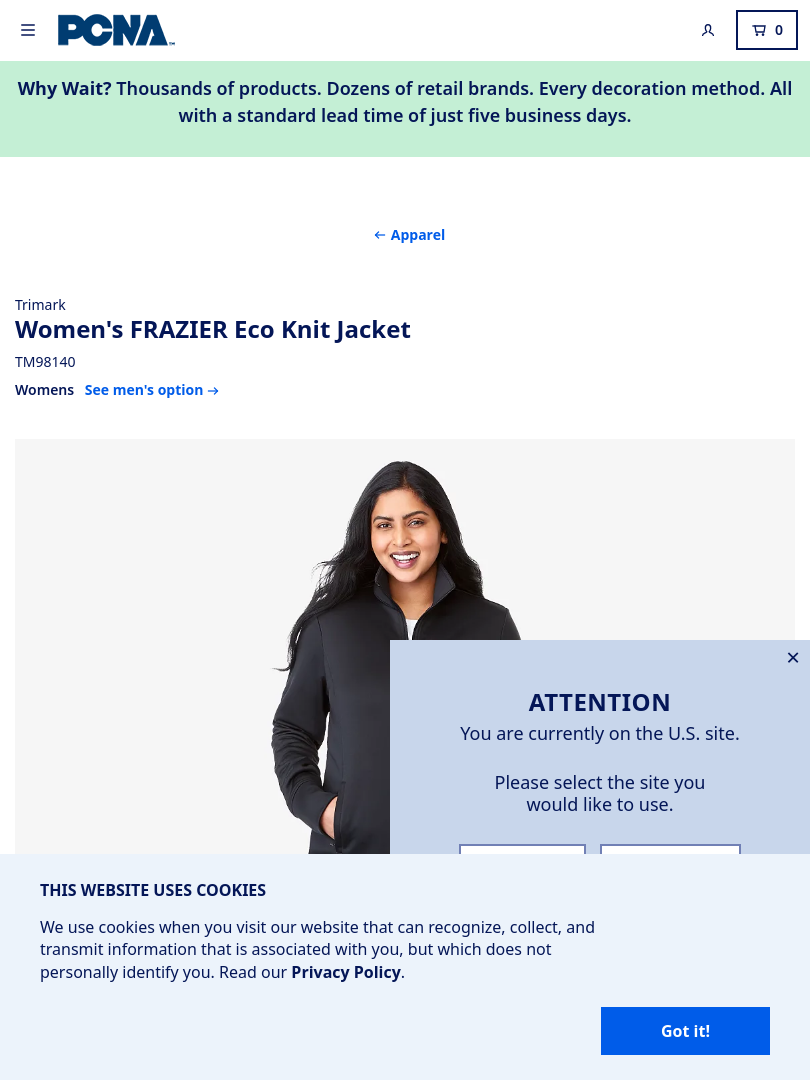 PCNA™
0
Why Wait? Thousands of products. Dozens of retail brands. Every decoration method. All
with a standard lead time of just five business days.
← Apparel
Trimark
Women's FRAZIER Eco Knit Jacket
TM98140
Womens See men's option →
ATTENTION
You are currently on the U.S. site.
Please select the site you
would like to use.
THIS WEBSITE USES COOKIES
We use cookies when you visit our website that can recognize, collect, and
transmit information that is associated with you, but which does not
personally identify you. Read our Privacy Policy.
Got it!